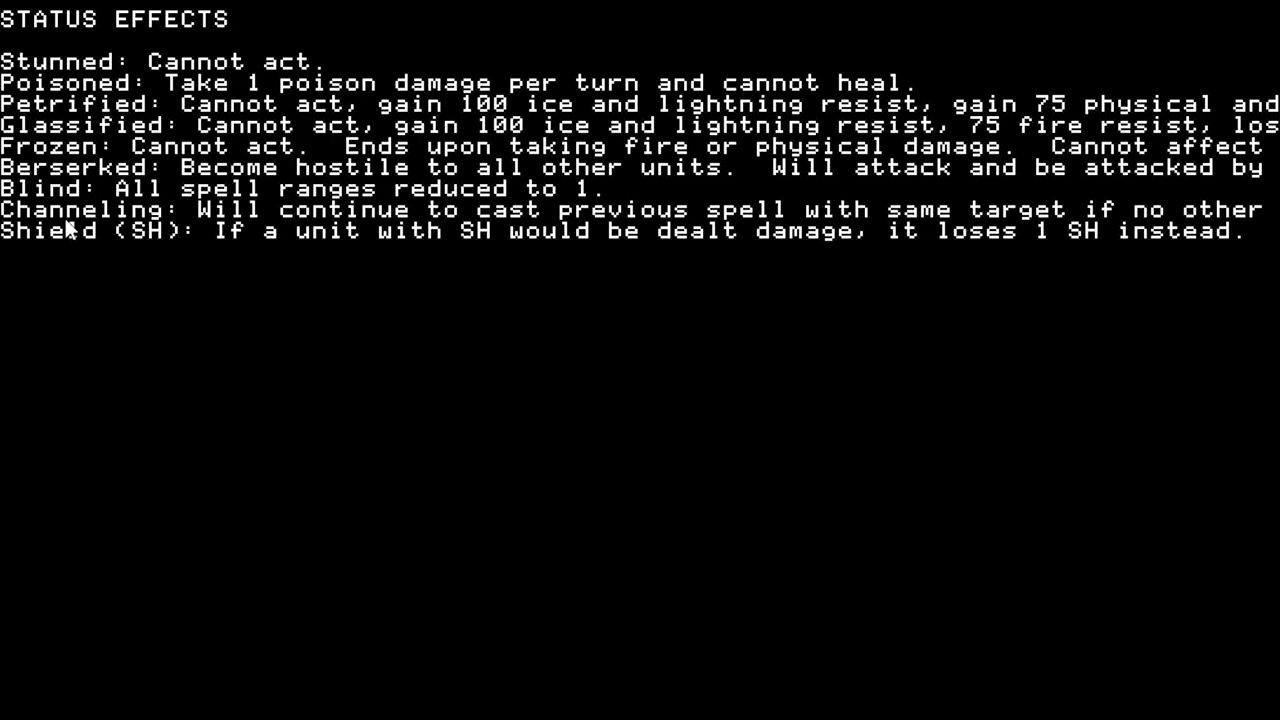 STATUS EFFECTS
Stunned: Cannot act.
Poisoned: Take 1 poison damage per turn and cannot heal.
Petrified: Cannot act, gain 100 ice and lightning resist, gain 75 physical and
Glassified: Cannot act, gain 100 ice and lightning resist, 75 fire resist, los
Frozen: Cannot act.  Ends upon taking fire or physical damage.  Cannot affect
Berserked: Become hostile to all other units.  Will attack and be attacked by
Blind: All spell ranges reduced to 1.
Channeling: Will continue to cast previous spell with same target if no other
Shield (SH): If a unit with SH would be dealt damage, it loses 1 SH instead.